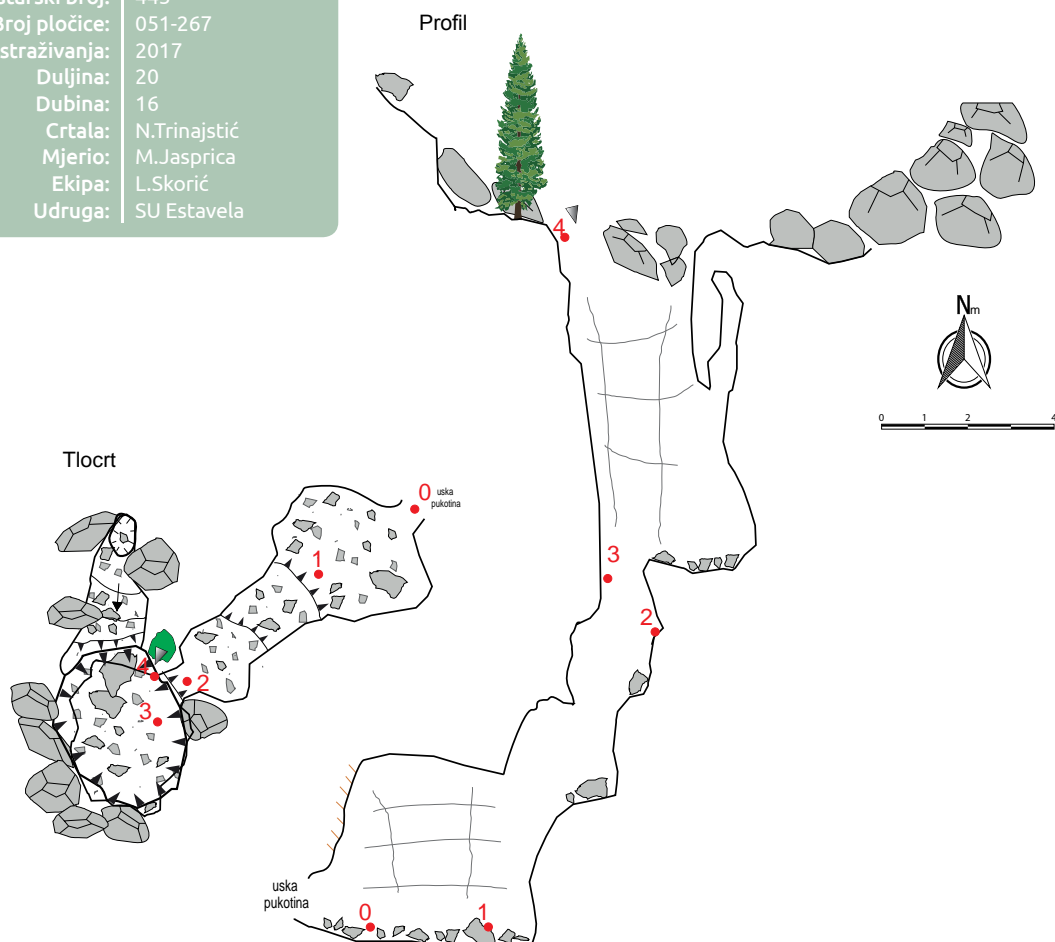 445
Broj pločice: 051-267
2017
Duljina: 20
Dubina: 16
Crtala: N.Trinajstić
Mjerio: M.Jasprica
Ekipa: L.Skorić
Udruga: SU Estavela
Profil
4
Nm
0 1 2 4
3
2
uska
pukotina
0
1
Tlocrt
0 uska
pukotina
1
4
2
3